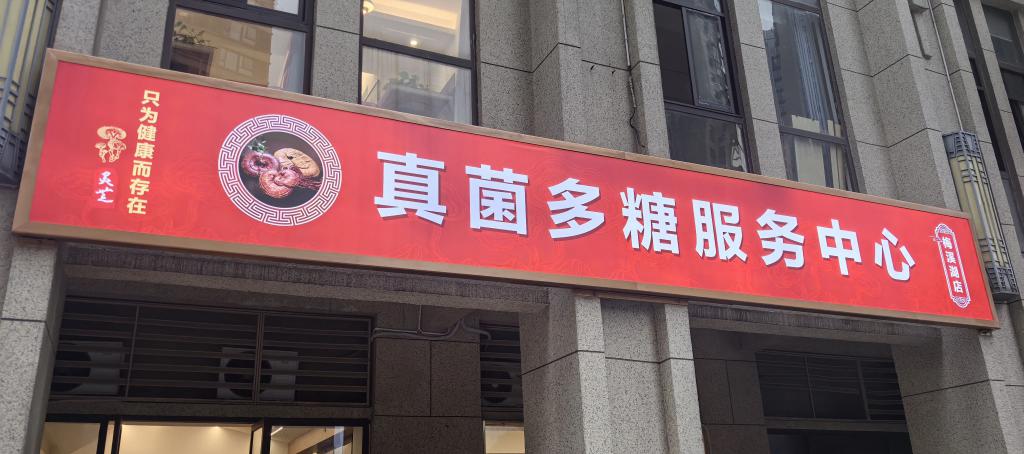 只为健康而存在
灵芝
真菌多糖服务中心
梅溪湖店